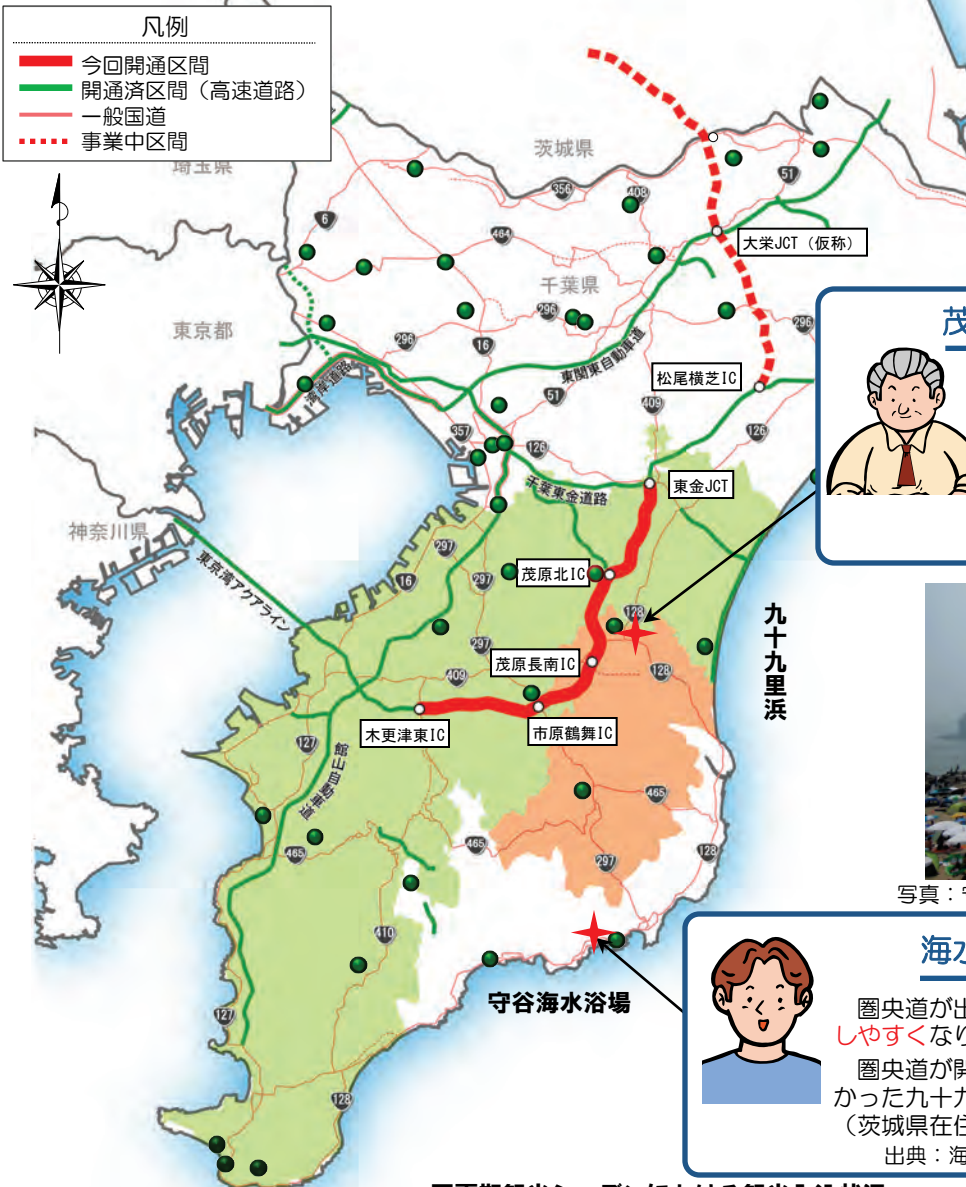 凡例
今回開通区間
開通済区間（高速道路）
一般国道
事業中区間
埼玉県
茨城県
356
408
51
6
464
大栄JCT（仮称）
千葉県
東京都
296
296
16
296
東関東自動車道
湾岸道路
松尾横芝IC
51
409
357
126
126
千葉東金道路
東金JCT
神奈川県
東京湾アクアライン
297
16
297
茂原北IC
128
九十九里浜
297
茂原長南IC
128
409
木更津東IC
市原鶴舞IC
127
館山自動車道
465
465
465
297
128
410
守谷海水浴場
127
128
茂
写真：
海水
圏央道が出
しやすくなり
圏央道が開
かった九十九
（茨城県在住
出典：海